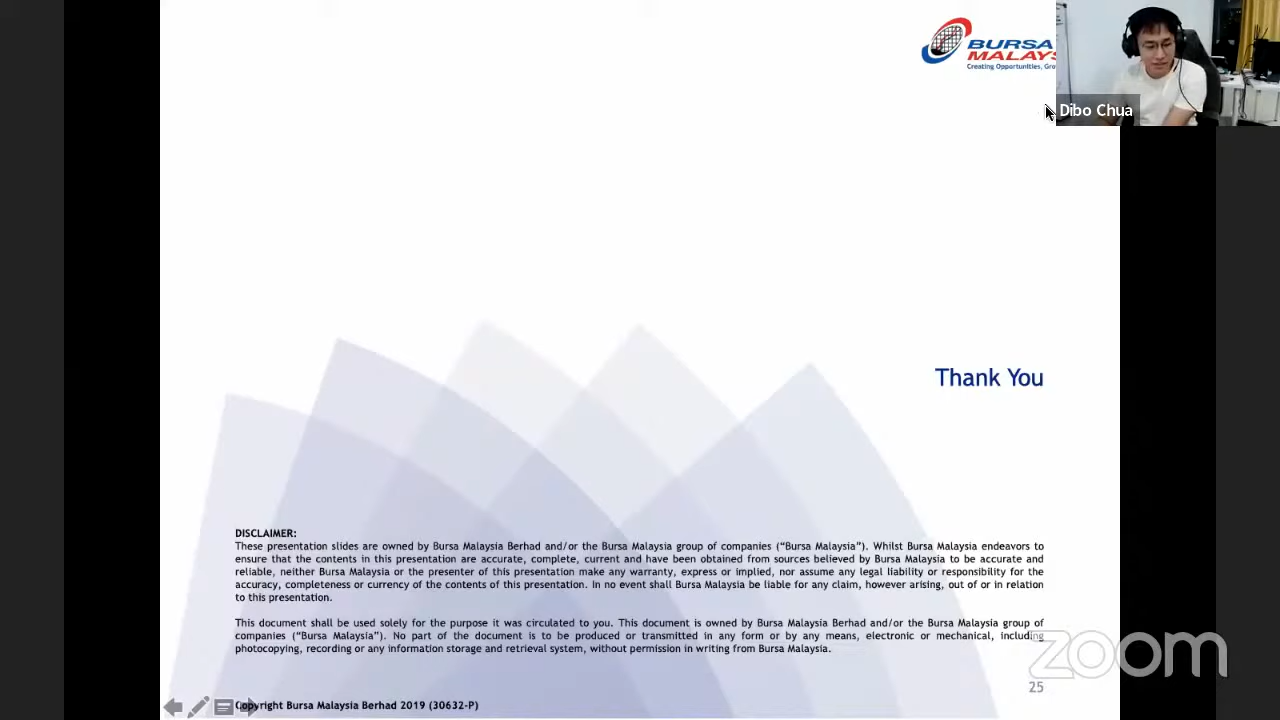 BURSA
MALAYS
Creating Opportunities, Gro
Dibo Chua
Thank You
DISCLAIMER:
These presentation slides are owned by Bursa Malaysia Berhad and/or the Bursa Malaysia group of companies (“Bursa Malaysia”). Whilst Bursa Malaysia endeavors to
ensure that the contents in this presentation are accurate, complete, current and have been obtained from sources believed by Bursa Malaysia to be accurate and
reliable, neither Bursa Malaysia or the presenter of this presentation make any warranty, express or implied, nor assume any legal liability or responsibility for the
accuracy, completeness or currency of the contents of this presentation. In no event shall Bursa Malaysia be liable for any claim, however arising, out of or in relation
to this presentation.
This document shall be used solely for the purpose it was circulated to you. This document is owned by Bursa Malaysia Berhad and/or the Bursa Malaysia group of
companies (“Bursa Malaysia”). No part of the document is to be produced or transmitted in any form or by any means, electronic or mechanical, including
photocopying, recording or any information storage and retrieval system, without permission in writing from Bursa Malaysia.
zoom
25
Copyright Bursa Malaysia Berhad 2019 (30632-P)